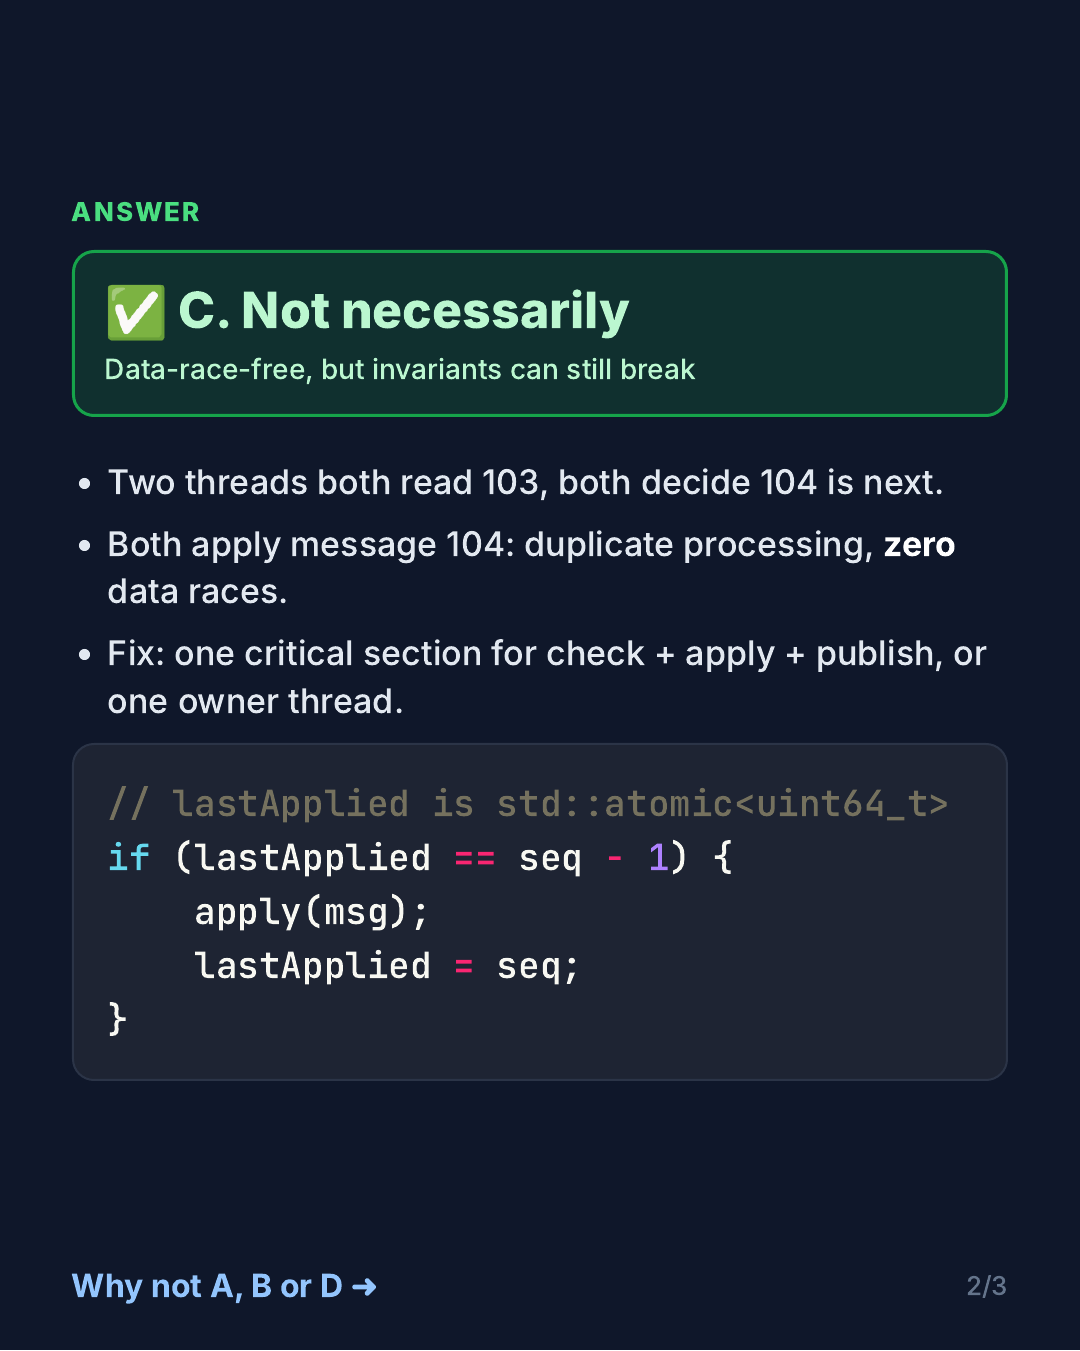 ANSWER
✅ C. Not necessarily
Data-race-free, but invariants can still break
• Two threads both read 103, both decide 104 is next.
• Both apply message 104: duplicate processing, zero
data races.
• Fix: one critical section for check + apply + publish, or
one owner thread.
// lastApplied is std::atomic<uint64_t>
if (lastApplied == seq - 1) {
    apply(msg);
    lastApplied = seq;
}
Why not A, B or D ➜
2/3